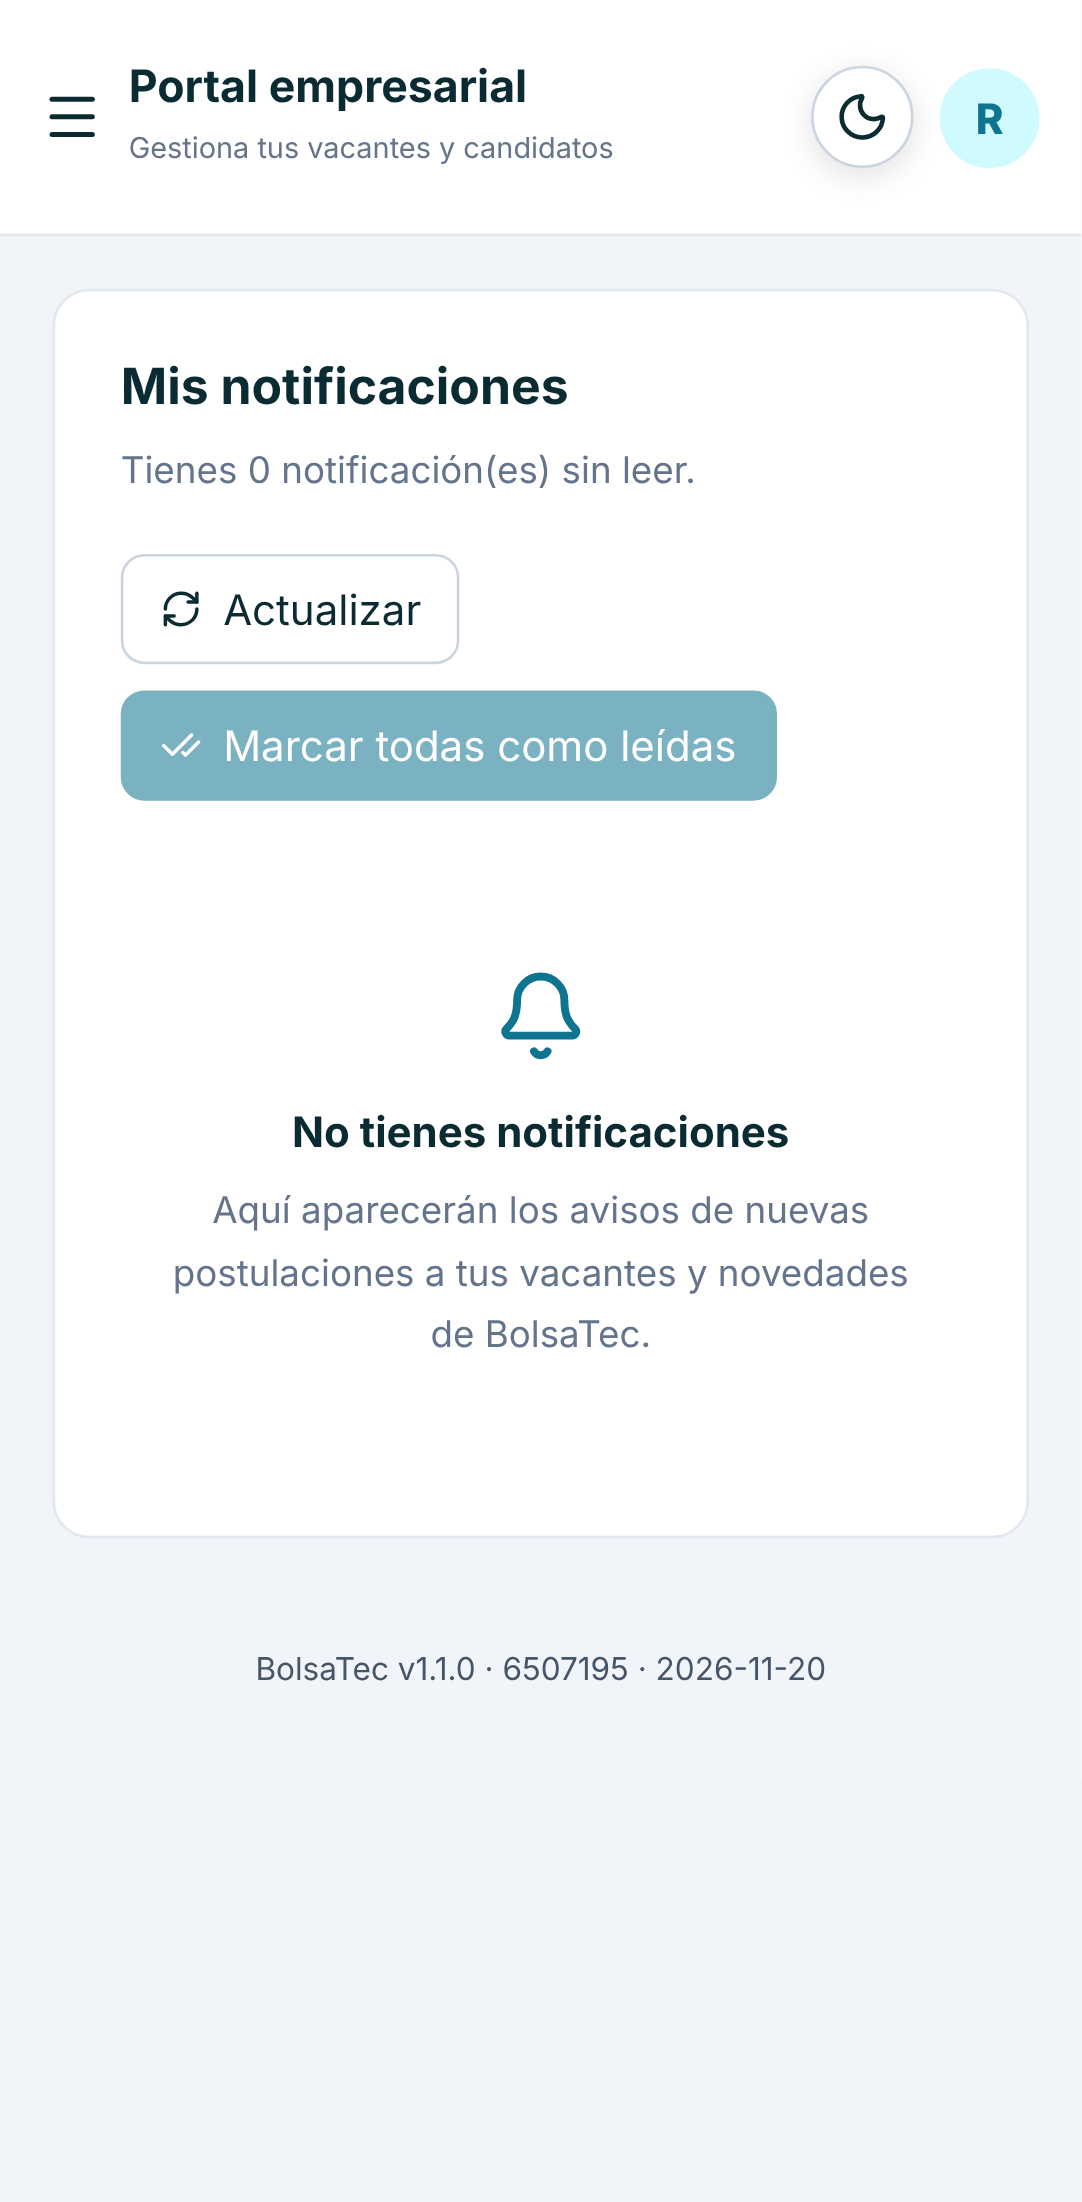 Portal empresarial
Gestiona tus vacantes y candidatos
R
Mis notificaciones
Tienes 0 notificación(es) sin leer.
Actualizar
Marcar todas como leídas
No tienes notificaciones
Aquí aparecerán los avisos de nuevas
postulaciones a tus vacantes y novedades
de BolsaTec.
BolsaTec v1.1.0 · 6507195 · 2026-11-20